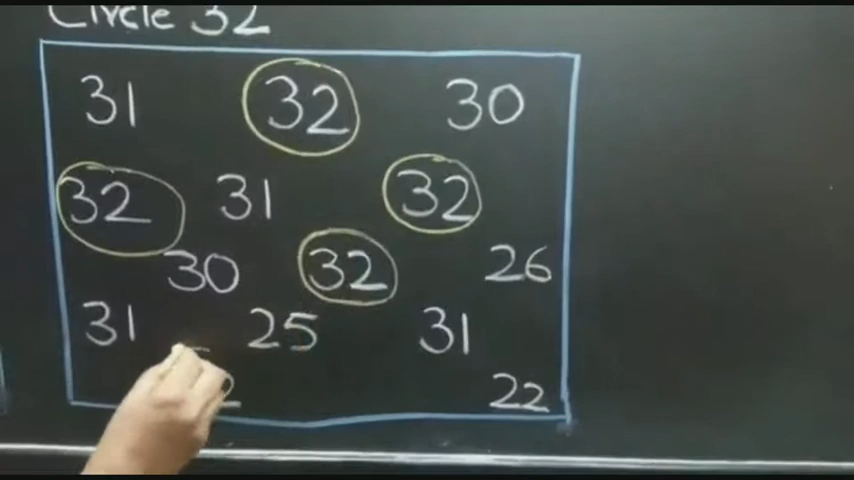 Circle 32
31 32 30
32 31 32
30 32 26
31 25 31
22